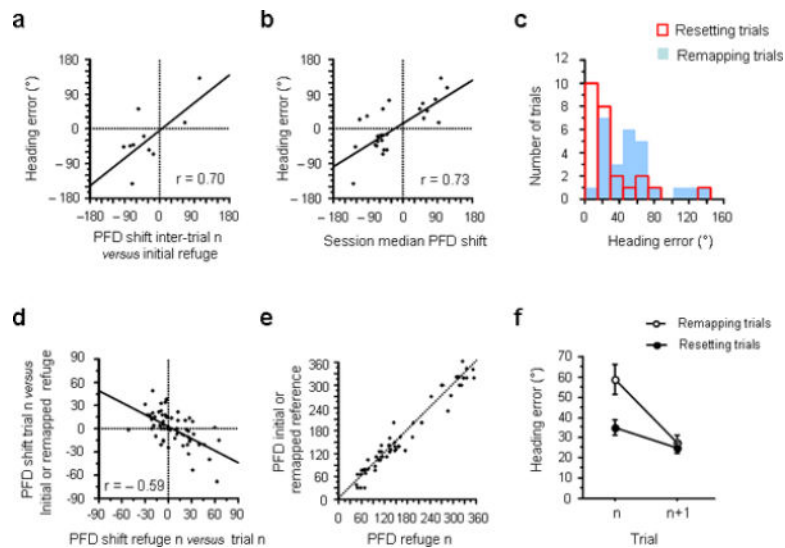 a
b
c
Resetting trials
Remapping trials
180
90
0
– 90
– 180
Heading error (°)
r = 0.70
-180 -90 0 90 180
PFD shift inter-trial n
versus initial refuge
180
90
0
– 90
– 180
Heading error (°)
r = 0.73
-180 -90 0 90 180
Session median PFD shift
12
10
8
6
4
2
0
Number of trials
0 40 80 120 160
Heading error (°)
d
e
f
Remapping trials
Resetting trials
90
60
30
0
-30
-60
-90
PFD shift trial n versus
Initial or remapped refuge
r = – 0.59
-90 -60 -30 0 30 60 90
PFD shift refuge n versus trial n
360
300
240
180
120
60
0
PFD initial or
remapped reference
0 60 120 180 240 300 360
PFD refuge n
70
60
50
40
30
20
10
0
Heading error (°)
n n+1
Trial